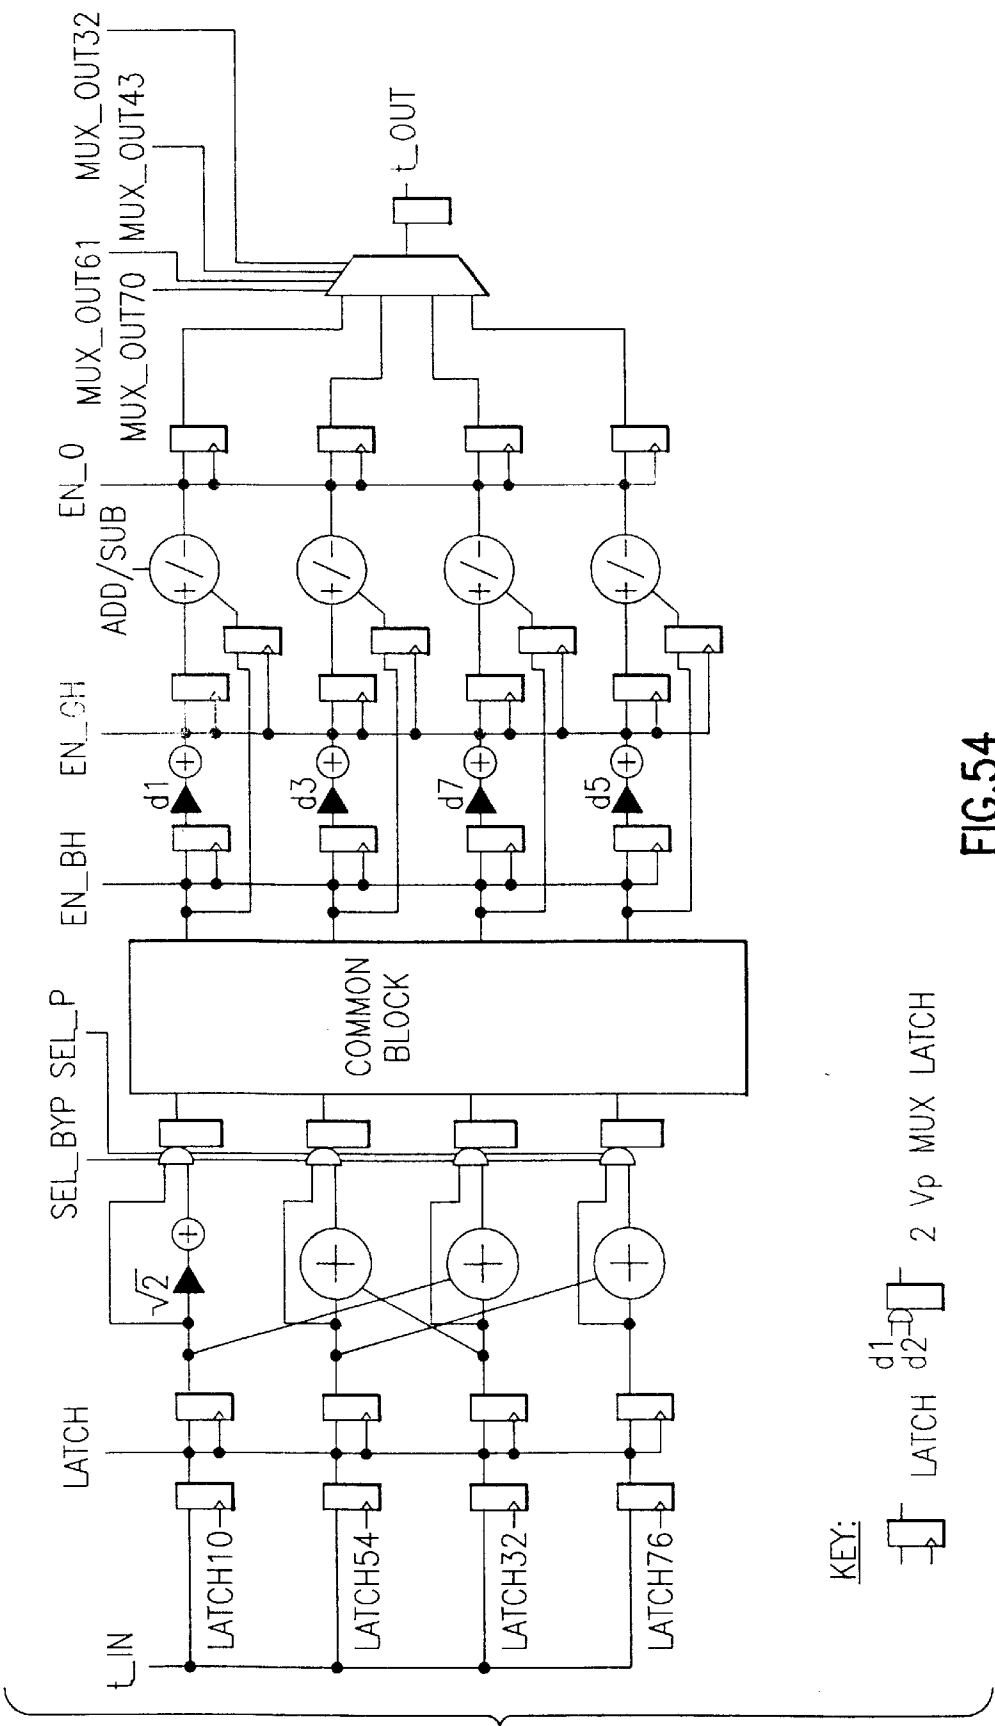 t_IN
LATCH10
LATCH54
LATCH32
LATCH76
LATCH
√2
SEL_BYP
SEL_P
COMMON
BLOCK
EN_BH
d1
d3
d7
d5
EN_GH
ADD/SUB
EN_O
MUX_OUT70
MUX_OUT61
MUX_OUT43
MUX_OUT32
t_OUT
KEY:
LATCH
d1
d2
2 Vp MUX LATCH
FIG.54